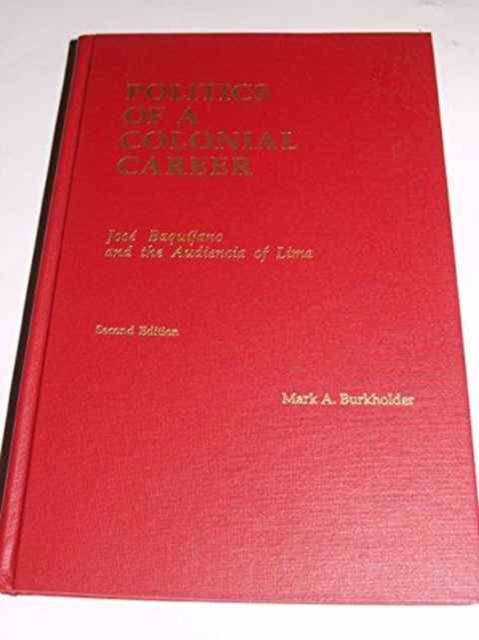 POLITICS
OF A
COLONIAL
CAREER
José Baquíjano
and the Audiencia of Lima
Second Edition
Mark A. Burkholder